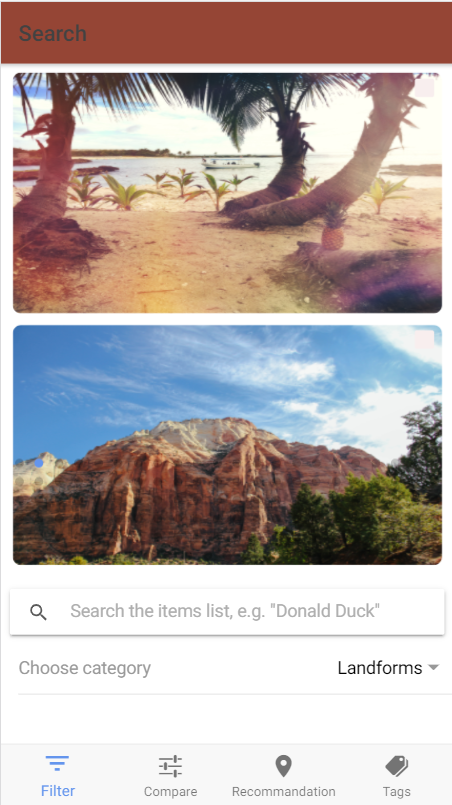 Search
Search the items list, e.g. "Donald Duck"
Choose category Landforms
Filter Compare Recommandation Tags